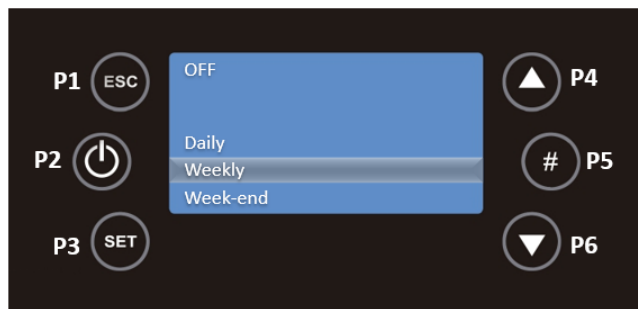 P1 ESC
OFF
P4
Daily
P2
Weekly
# P5
Week-end
P3 SET
P6